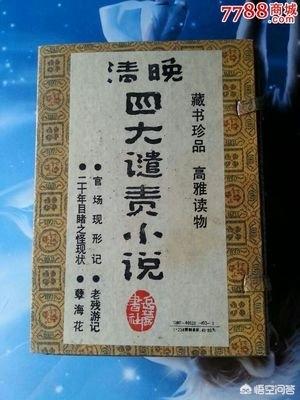 7788商城
晚清
藏书珍品 高雅读物
四大谴责小说
●官场现形记 ●老残游记
●二十年目睹之怪现状 ●孽海花
悟空问答